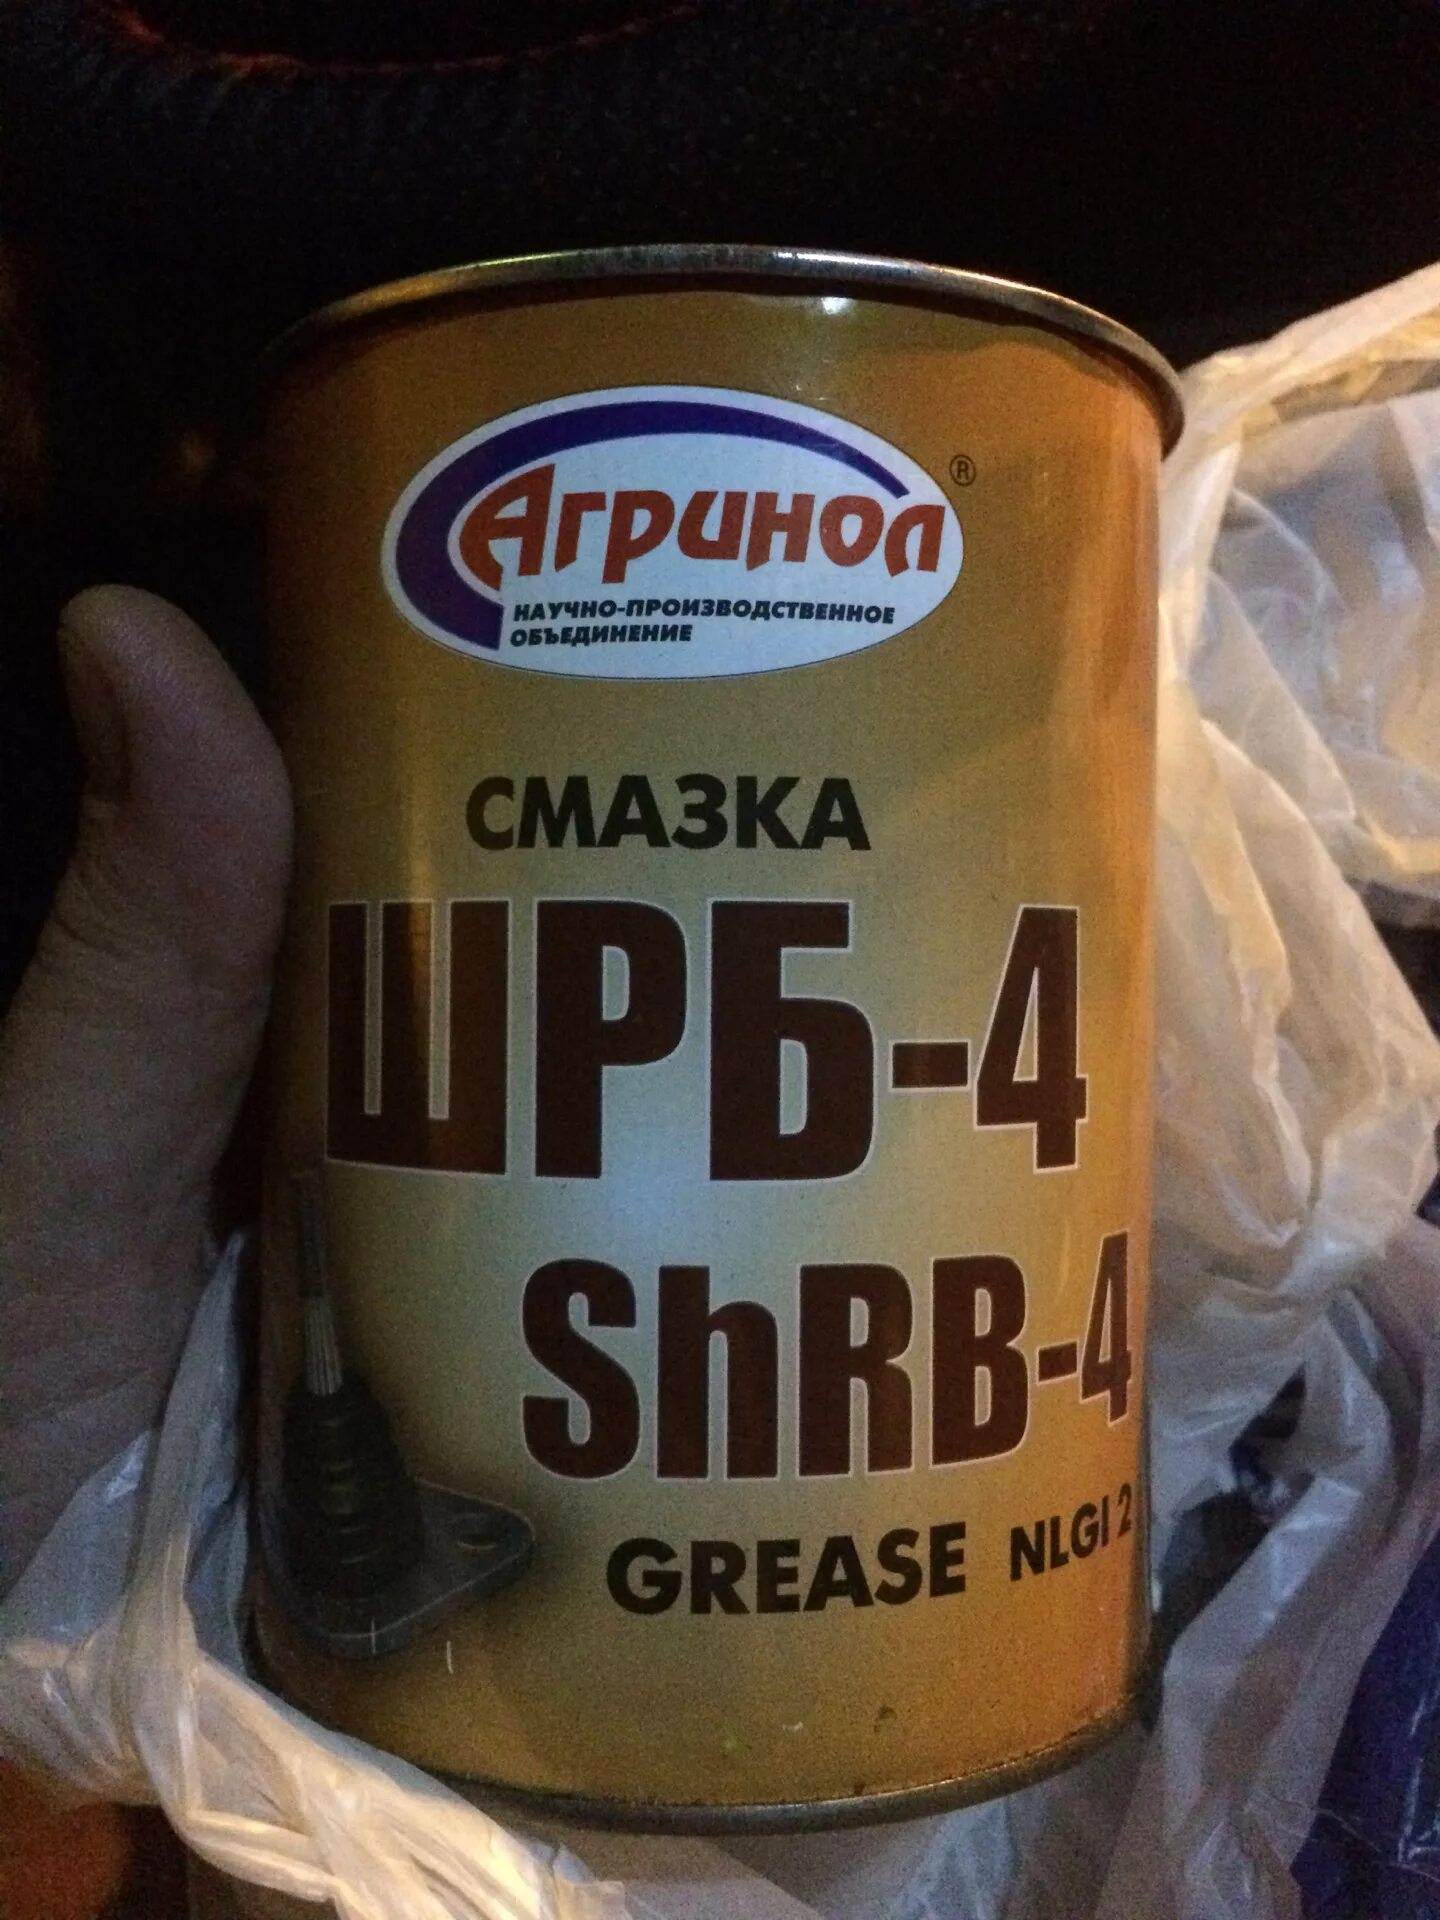 Агринол ®
НАУЧНО-ПРОИЗВОДСТВЕННОЕ
ОБЪЕДИНЕНИЕ
СМАЗКА
ШРБ-4
ShRB-4
GREASE NLGI 2